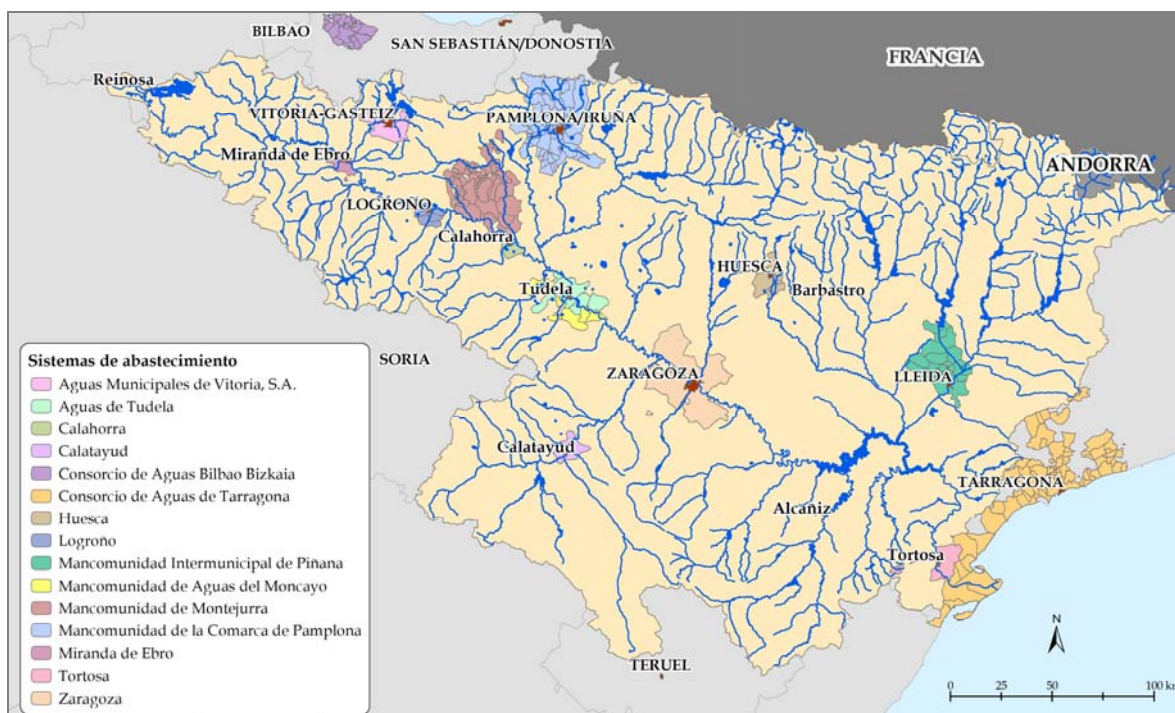 BILBAO
SAN SEBASTIÁN/DONOSTIA
FRANCIA
Reinosa
VITORIA-GASTEIZ
PAMPLONA/IRUÑA
Miranda de Ebro
ANDORRA
LOGROÑO
Calahorra
HUESCA
Barbastro
Tudela
SORIA
ZARAGOZA
LLEIDA
Calatayud
TARRAGONA
Alcañiz
Tortosa
TERUEL
Sistemas de abastecimiento
Aguas Municipales de Vitoria, S.A.
Aguas de Tudela
Calahorra
Calatayud
Consorcio de Aguas Bilbao Bizkaia
Consorcio de Aguas de Tarragona
Huesca
Logroño
Mancomunidad Intermunicipal de Piñana
Mancomunidad de Aguas del Moncayo
Mancomunidad de Montejurra
Mancomunidad de la Comarca de Pamplona
Miranda de Ebro
Tortosa
Zaragoza
N
0 25 50 100 km